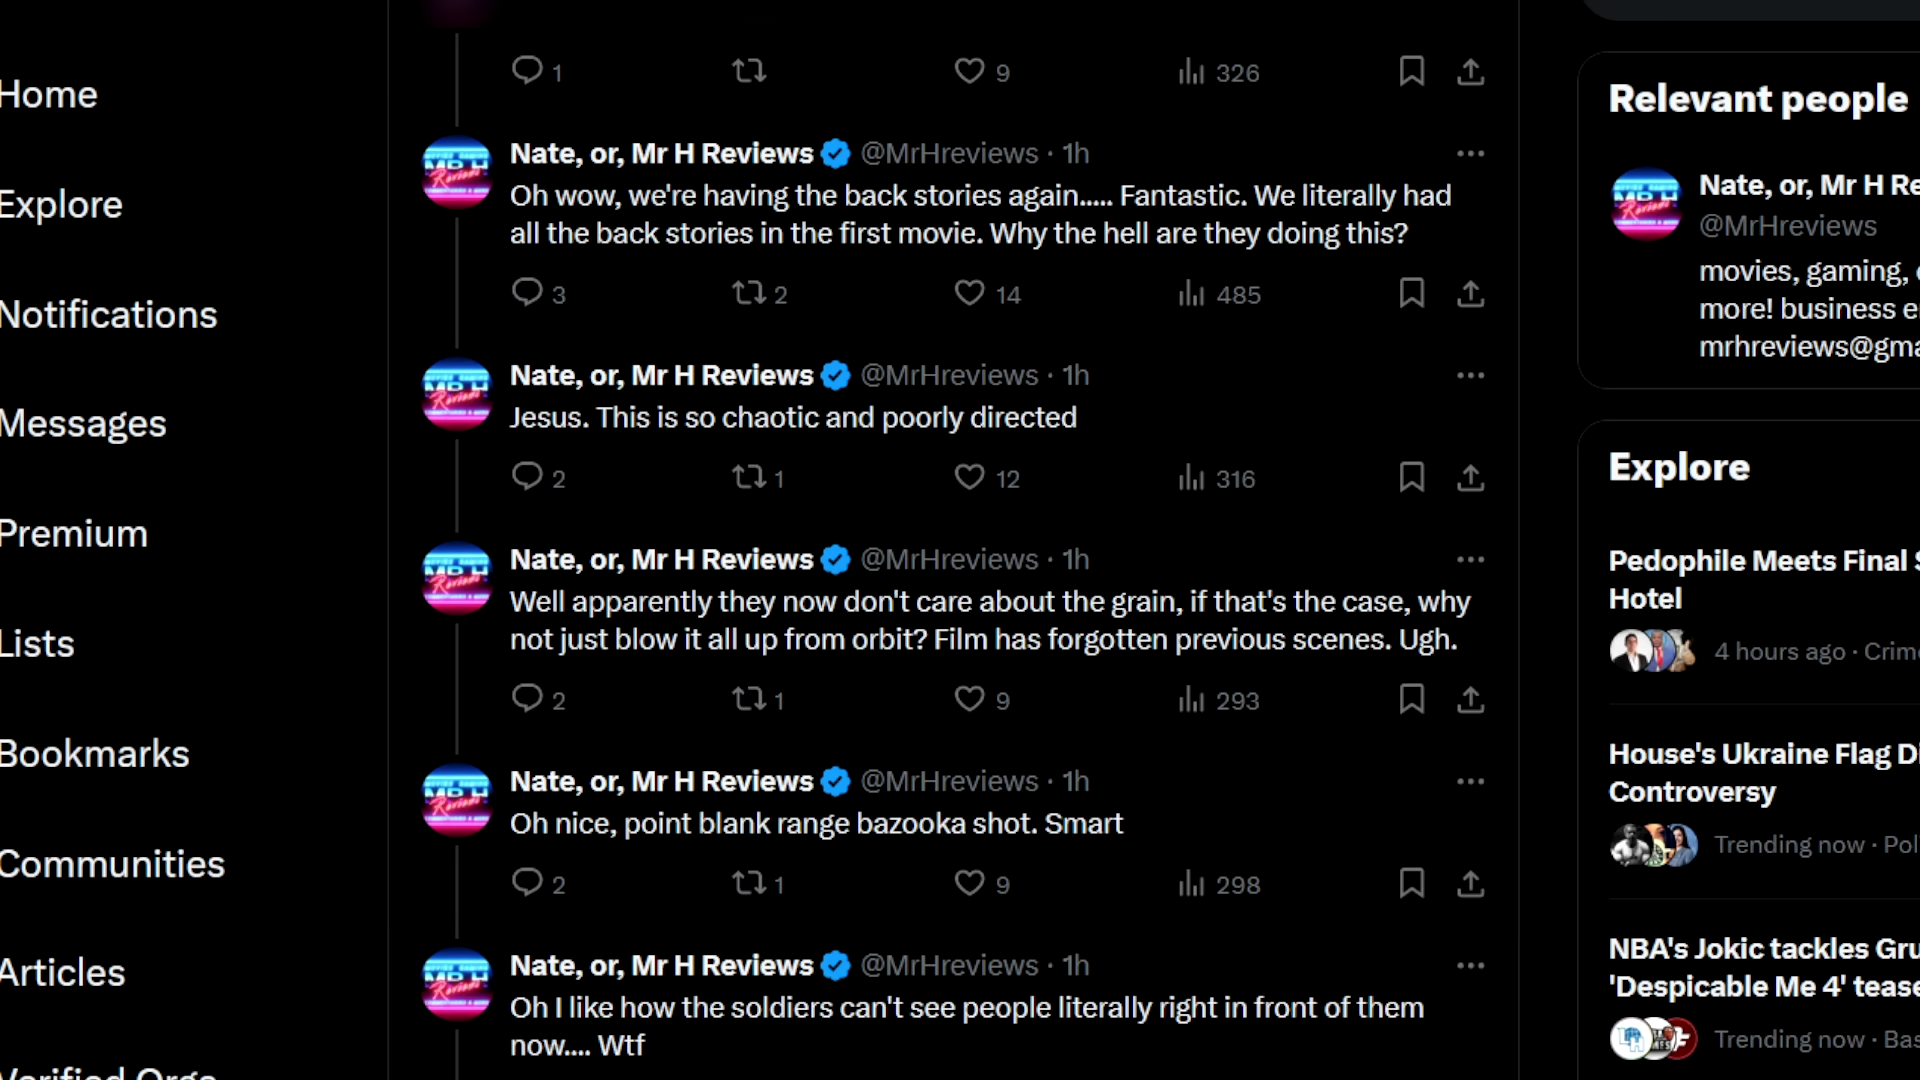 Home
Explore
Notifications
Messages
Premium
Lists
Bookmarks
Communities
Articles
1 9 326
Nate, or, Mr H Reviews @MrHreviews · 1h
Oh wow, we're having the back stories again..... Fantastic. We literally had
all the back stories in the first movie. Why the hell are they doing this?
3 2 14 485
Nate, or, Mr H Reviews @MrHreviews · 1h
Jesus. This is so chaotic and poorly directed
2 1 12 316
Nate, or, Mr H Reviews @MrHreviews · 1h
Well apparently they now don't care about the grain, if that's the case, why
not just blow it all up from orbit? Film has forgotten previous scenes. Ugh.
2 1 9 293
Nate, or, Mr H Reviews @MrHreviews · 1h
Oh nice, point blank range bazooka shot. Smart
2 1 9 298
Nate, or, Mr H Reviews @MrHreviews · 1h
Oh I like how the soldiers can't see people literally right in front of them
now.... Wtf
Relevant people
Nate, or, Mr H Re
@MrHreviews
movies, gaming,
more! business e
mrhreviews@gma
Explore
Pedophile Meets Final S
Hotel
4 hours ago · Crime
House's Ukraine Flag Di
Controversy
Trending now · Pol
NBA's Jokic tackles Gru
'Despicable Me 4' tease
Trending now · Bas